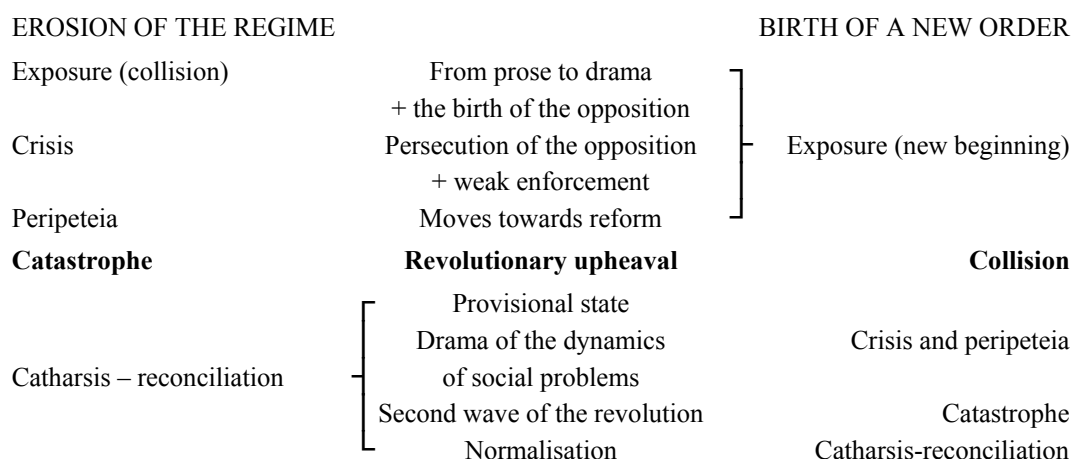 EROSION OF THE REGIME BIRTH OF A NEW ORDER
Exposure (collision) From prose to drama
+ the birth of the opposition
Crisis Persecution of the opposition Exposure (new beginning)
+ weak enforcement
Peripeteia Moves towards reform
Catastrophe Revolutionary upheaval Collision
Provisional state
Drama of the dynamics Crisis and peripeteia
Catharsis – reconciliation of social problems
Second wave of the revolution Catastrophe
Normalisation Catharsis-reconciliation